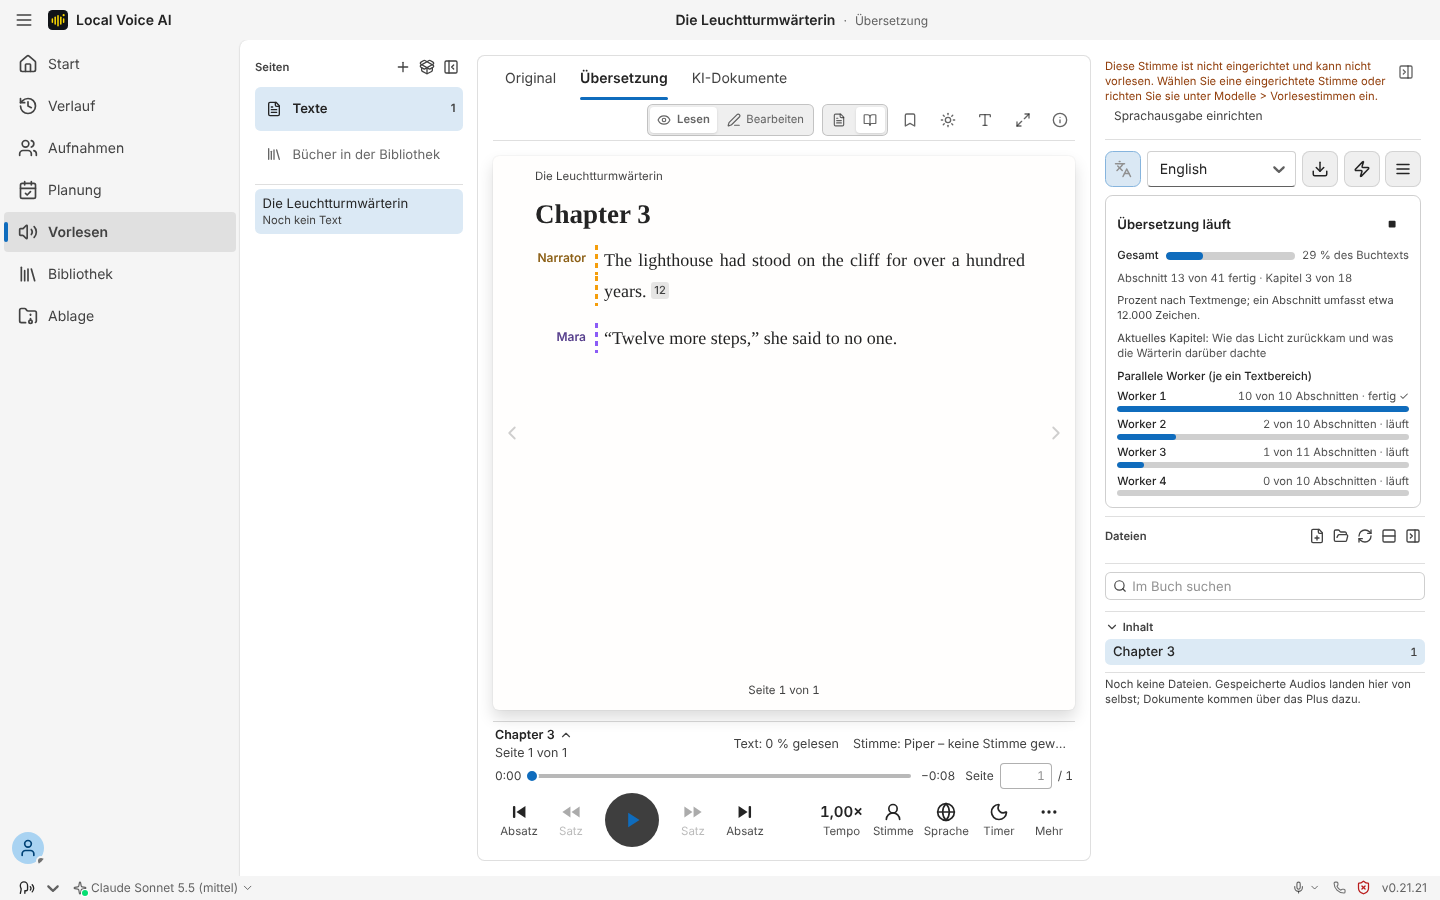 Local Voice AI
Die Leuchtturmwärterin · Übersetzung
Start
Verlauf
Aufnahmen
Planung
Vorlesen
Bibliothek
Ablage
Seiten
Texte 1
Bücher in der Bibliothek
Die Leuchtturmwärterin
Noch kein Text
Original Übersetzung KI-Dokumente
Lesen Bearbeiten
Die Leuchtturmwärterin
Chapter 3
Narrator The lighthouse had stood on the cliff for over a hundred
years. 12
Mara “Twelve more steps,” she said to no one.
Seite 1 von 1
Chapter 3
Seite 1 von 1
Text: 0 % gelesen Stimme: Piper – keine Stimme gew...
0:00 −0:08 Seite 1 / 1
Absatz Satz Satz Absatz
1,00×
Tempo Stimme Sprache Timer Mehr
Diese Stimme ist nicht eingerichtet und kann nicht
vorlesen. Wählen Sie eine eingerichtete Stimme oder
richten Sie sie unter Modelle > Vorlesestimmen ein.
Sprachausgabe einrichten
English
Übersetzung läuft
Gesamt 29 % des Buchtexts
Abschnitt 13 von 41 fertig · Kapitel 3 von 18
Prozent nach Textmenge; ein Abschnitt umfasst etwa
12.000 Zeichen.
Aktuelles Kapitel: Wie das Licht zurückkam und was
die Wärterin darüber dachte
Parallele Worker (je ein Textbereich)
Worker 1 10 von 10 Abschnitten · fertig ✓
Worker 2 2 von 10 Abschnitten · läuft
Worker 3 1 von 11 Abschnitten · läuft
Worker 4 0 von 10 Abschnitten · läuft
Dateien
Im Buch suchen
Inhalt
Chapter 3 1
Noch keine Dateien. Gespeicherte Audios landen hier von
selbst; Dokumente kommen über das Plus dazu.
Claude Sonnet 5.5 (mittel)
v0.21.21